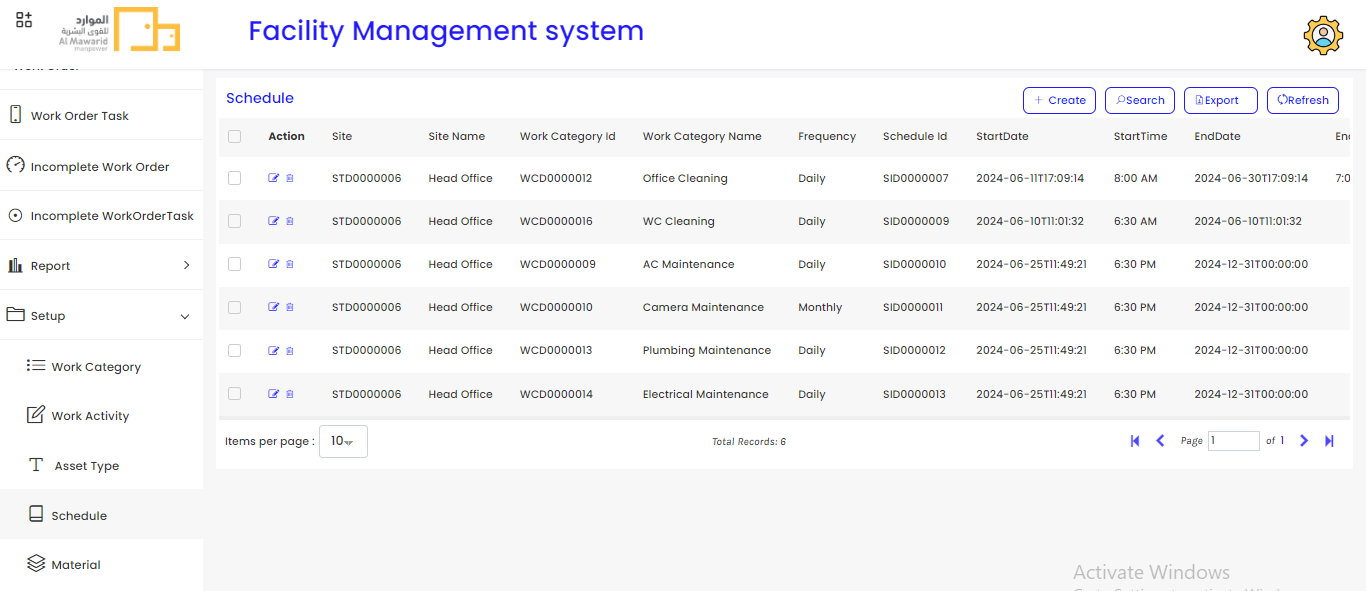 الموارد
للقوى البشرية
Al Mawarid
manpower
Facility Management system
Work Order
Work Order Task
Incomplete Work Order
Incomplete WorkOrderTask
Report
Setup
Work Category
Work Activity
Asset Type
Schedule
Material
Schedule
Create Search Export Refresh
Action Site Site Name Work Category Id Work Category Name Frequency Schedule Id StartDate StartTime EndDate
STD0000006 Head Office WCD0000012 Office Cleaning Daily SID0000007 2024-06-11T17:09:14 8:00 AM 2024-06-30T17:09:14 7:0
STD0000006 Head Office WCD0000016 WC Cleaning Daily SID0000009 2024-06-10T11:01:32 6:30 AM 2024-06-10T11:01:32
STD0000006 Head Office WCD0000009 AC Maintenance Daily SID0000010 2024-06-25T11:49:21 6:30 PM 2024-12-31T00:00:00
STD0000006 Head Office WCD0000010 Camera Maintenance Monthly SID0000011 2024-06-25T11:49:21 6:30 PM 2024-12-31T00:00:00
STD0000006 Head Office WCD0000013 Plumbing Maintenance Daily SID0000012 2024-06-25T11:49:21 6:30 PM 2024-12-31T00:00:00
STD0000006 Head Office WCD0000014 Electrical Maintenance Daily SID0000013 2024-06-25T11:49:21 6:30 PM 2024-12-31T00:00:00
Items per page : 10 Total Records: 6 Page 1 of 1
Activate Windows